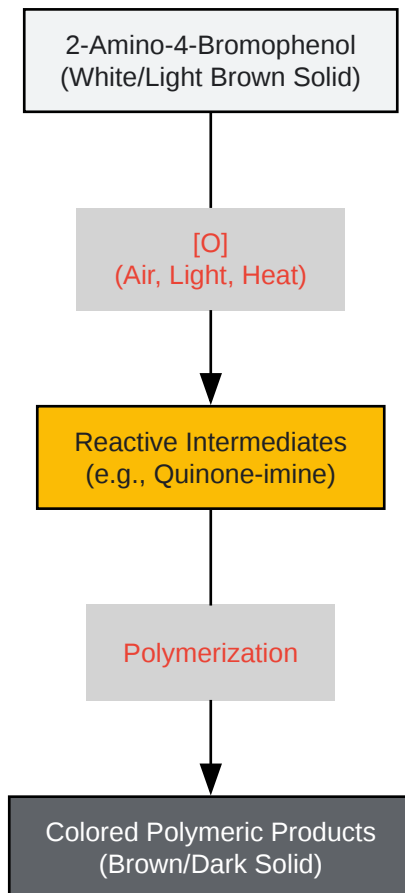 2-Amino-4-Bromophenol
(White/Light Brown Solid)
[O]
(Air, Light, Heat)
Reactive Intermediates
(e.g., Quinone-imine)
Polymerization
Colored Polymeric Products
(Brown/Dark Solid)